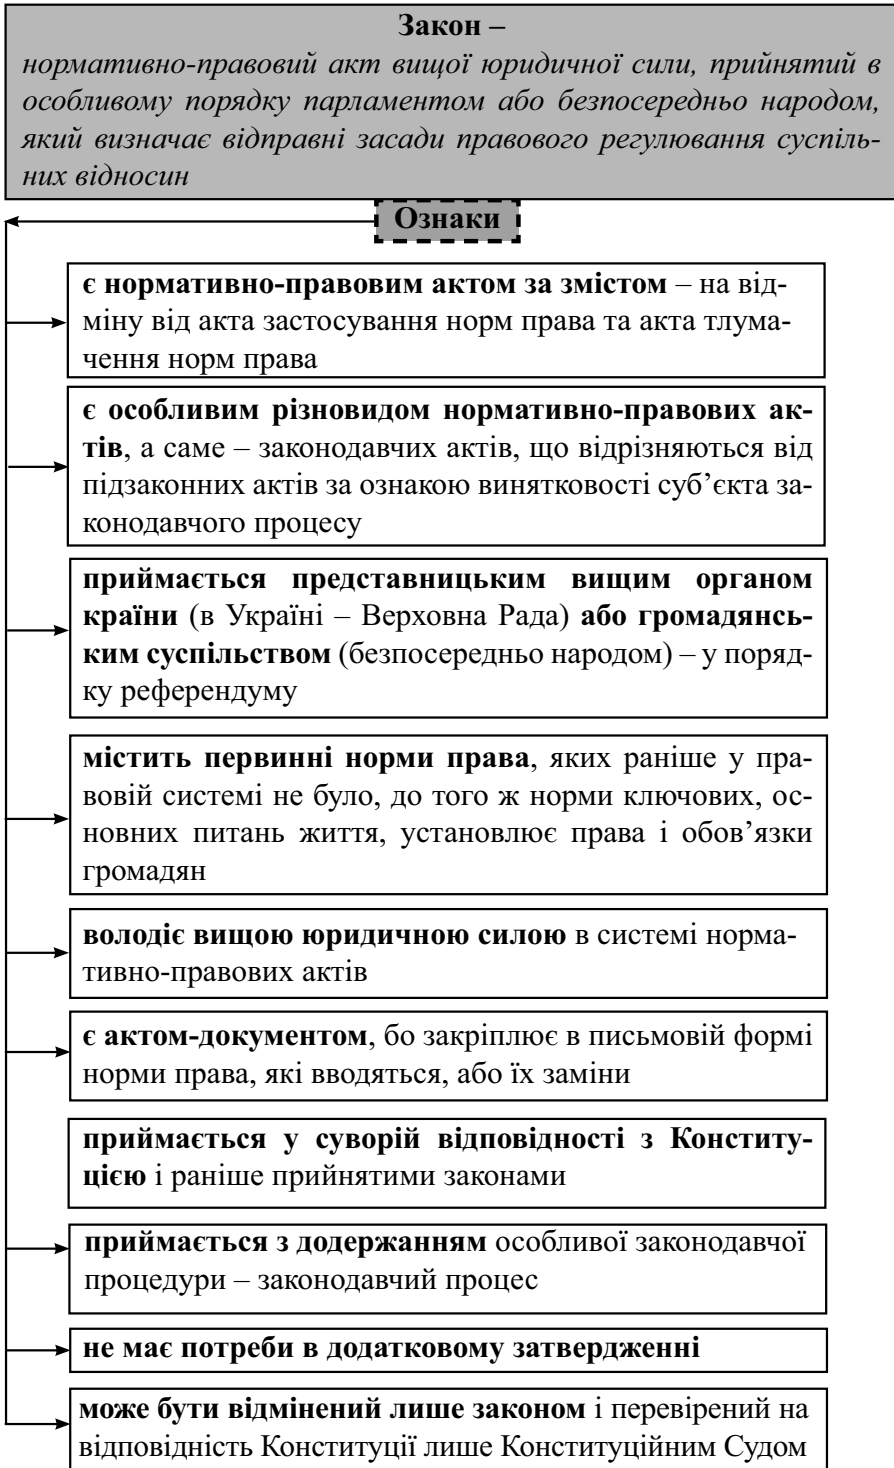 Закон –
нормативно-правовий акт вищої юридичної сили, прийнятий в
особливому порядку парламентом або безпосередньо народом,
який визначає відправні засади правового регулювання суспіль-
них відносин
Ознаки
є нормативно-правовим актом за змістом – на від-
міну від акта застосування норм права та акта тлума-
чення норм права
є особливим різновидом нормативно-правових ак-
тів, а саме – законодавчих актів, що відрізняються від
підзаконних актів за ознакою винятковості суб’єкта за-
конодавчого процесу
приймається представницьким вищим органом
країни (в Україні – Верховна Рада) або громадянсь-
ким суспільством (безпосередньо народом) – у поряд-
ку референдуму
містить первинні норми права, яких раніше у пра-
вовій системі не було, до того ж норми ключових, ос-
новних питань життя, установлює права і обов’язки
громадян
володіє вищою юридичною силою в системі норма-
тивно-правових актів
є актом-документом, бо закріплює в письмовій формі
норми права, які вводяться, або їх заміни
приймається у суворій відповідності з Конститу-
цією і раніше прийнятими законами
приймається з додержанням особливої законодавчої
процедури – законодавчий процес
не має потреби в додатковому затвердженні
може бути відмінений лише законом і перевірений на
відповідність Конституції лише Конституційним Судом